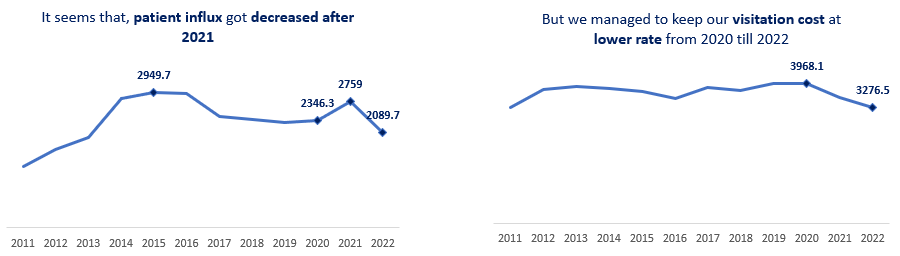 It seems that, patient influx got decreased after
2021
2949.7
2346.3
2759
2089.7
2011 2012 2013 2014 2015 2016 2017 2018 2019 2020 2021 2022
But we managed to keep our visitation cost at
lower rate from 2020 till 2022
3968.1
3276.5
2011 2012 2013 2014 2015 2016 2017 2018 2019 2020 2021 2022